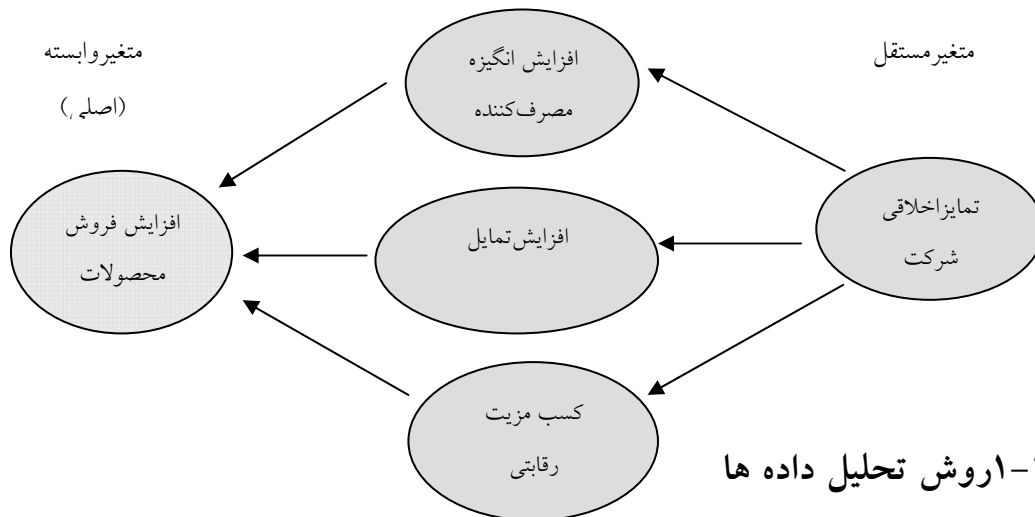 متغیرمستقل
افزایش انگیزه
مصرف‌کننده
متغیروابسته
(اصلی)
تمایزاخلاقی
شرکت
افزایش‌تمایل
افزایش فروش
محصولات
کسب مزیت
رقابتی
-۱روش تحلیل داده ها